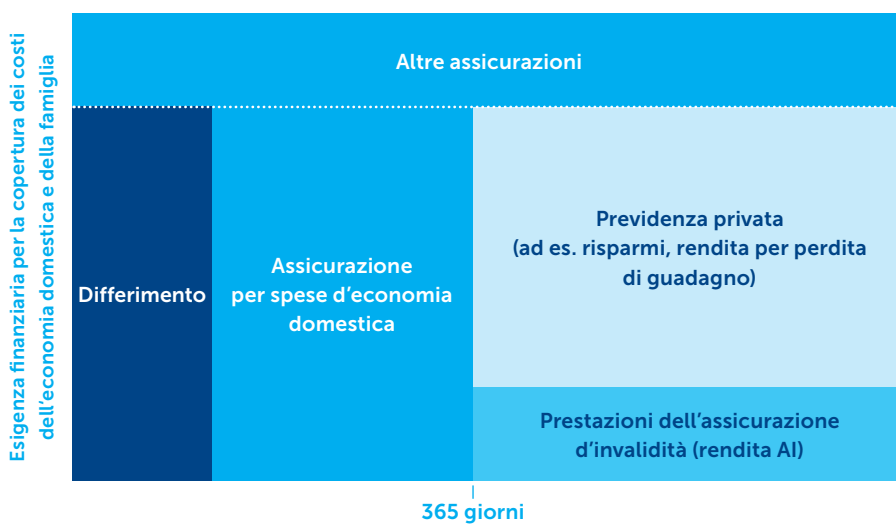 Esigenza finanziaria per la copertura dei costi
dell’economia domestica e della famiglia
Altre assicurazioni
Differimento
Assicurazione
per spese d’economia
domestica
Previdenza privata
(ad es. risparmi, rendita per perdita
di guadagno)
Prestazioni dell’assicurazione
d’invalidità (rendita AI)
365 giorni